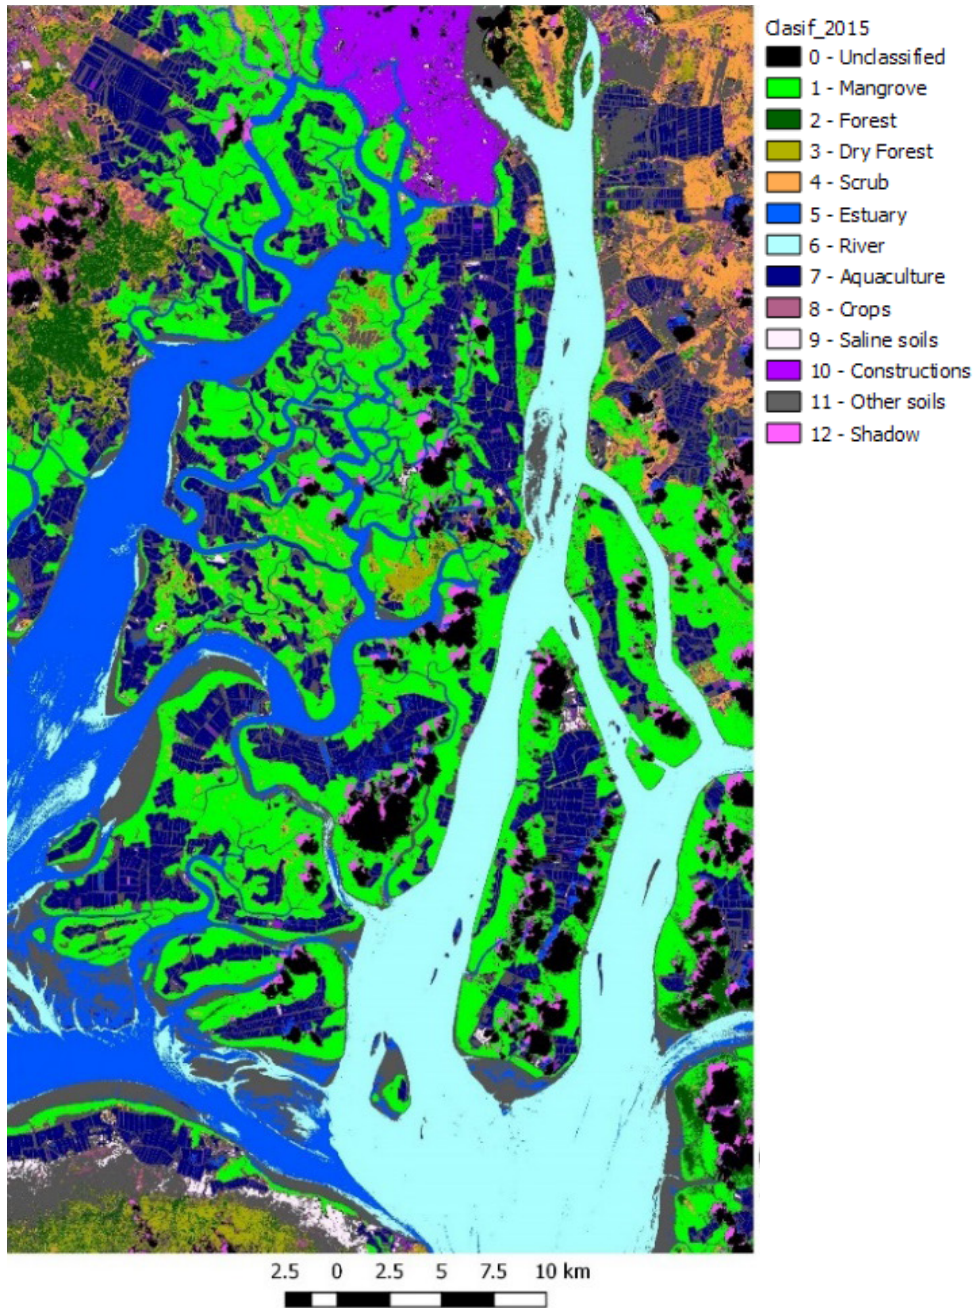 Clasif_2015
0 - Unclassified
1 - Mangrove
2 - Forest
3 - Dry Forest
4 - Scrub
5 - Estuary
6 - River
7 - Aquaculture
8 - Crops
9 - Saline soils
10 - Constructions
11 - Other soils
12 - Shadow
2.5 0 2.5 5 7.5 10 km